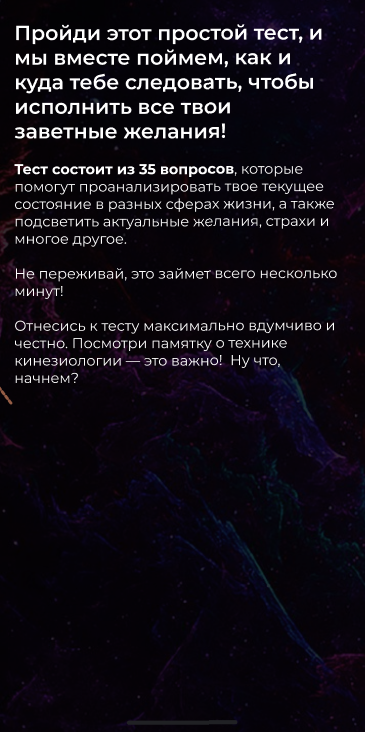 Пройди этот простой тест, и
мы вместе поймем, как и
куда тебе следовать, чтобы
исполнить все твои
заветные желания!
Тест состоит из 35 вопросов, которые
помогут проанализировать твое текущее
состояние в разных сферах жизни, а также
подсветить актуальные желания, страхи и
многое другое.
Не переживай, это займет всего несколько
минут!
Отнесись к тесту максимально вдумчиво и
честно. Посмотри памятку о технике
кинезиологии — это важно!  Ну что,
начнем?